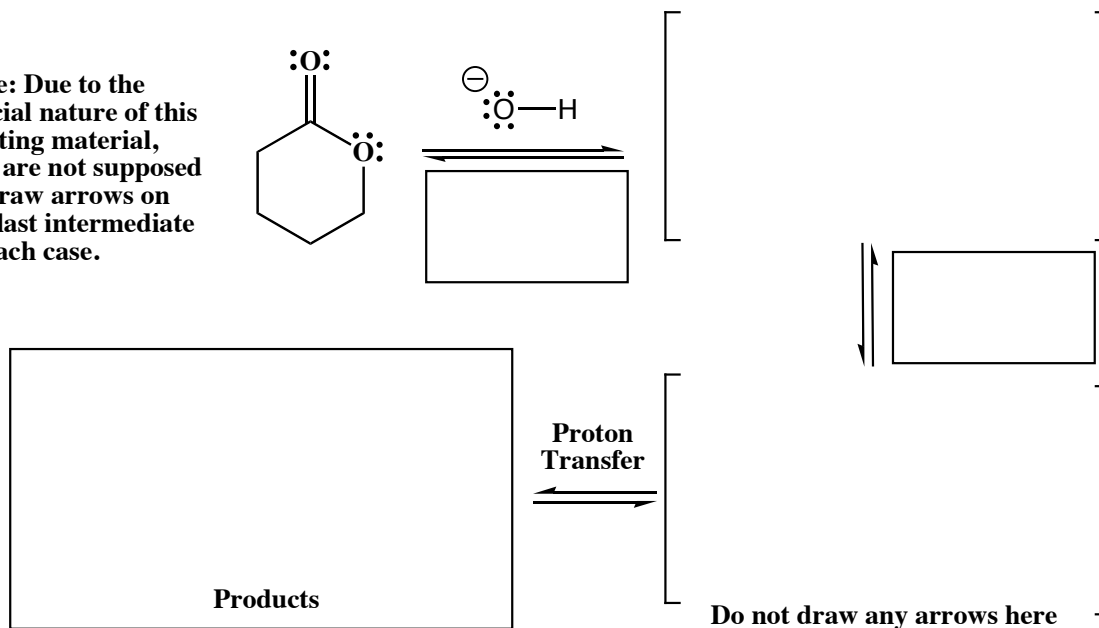 e: Due to the
cial nature of this
ting material,
are not supposed
raw arrows on
last intermediate
ach case.
:O:
O:
:O—H
Proton
Transfer
Products
Do not draw any arrows here